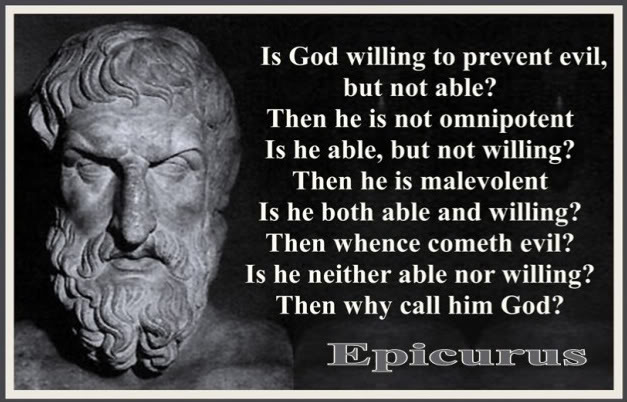 Is God willing to prevent evil,
but not able?
Then he is not omnipotent
Is he able, but not willing?
Then he is malevolent
Is he both able and willing?
Then whence cometh evil?
Is he neither able nor willing?
Then why call him God?
Epicurus